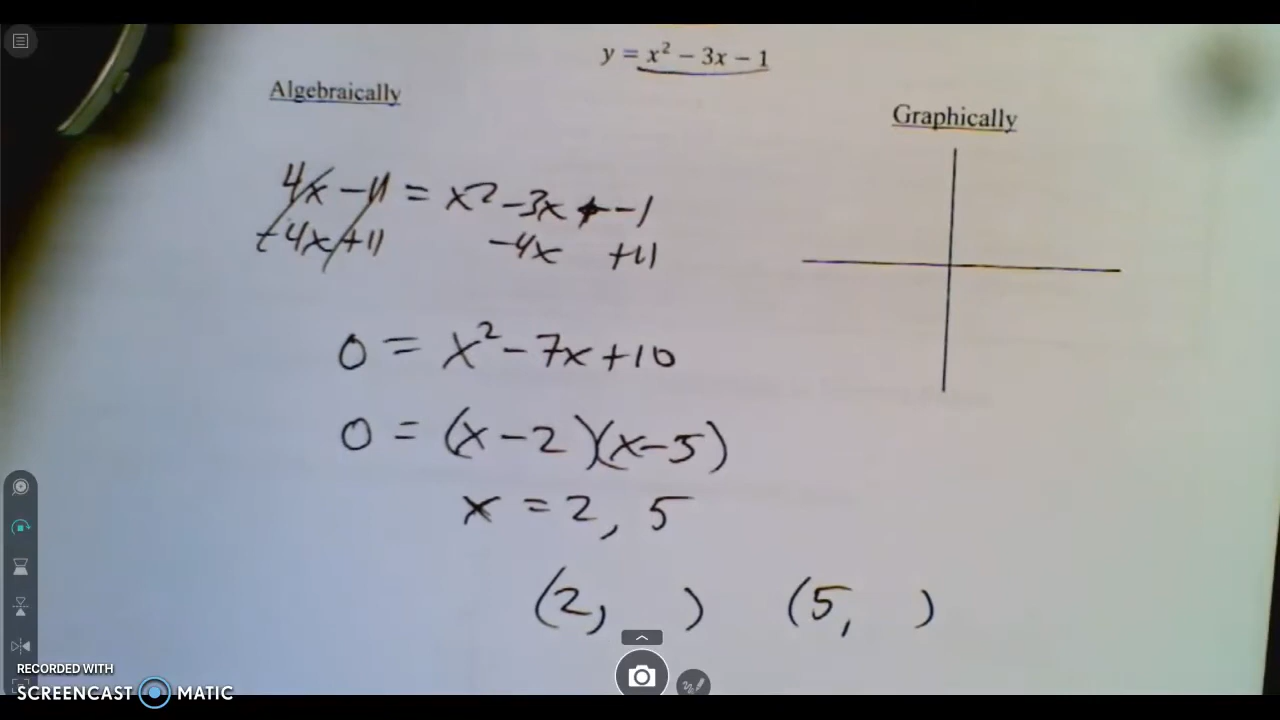 y = x² − 3x − 1
Algebraically
Graphically
4x − 11 = x² − 3x − 1
−4x +11 −4x +11
0 = x² − 7x + 10
0 = (x − 2)(x − 5)
x = 2, 5
(2, ) (5, )
RECORDED WITH
SCREENCAST MATIC